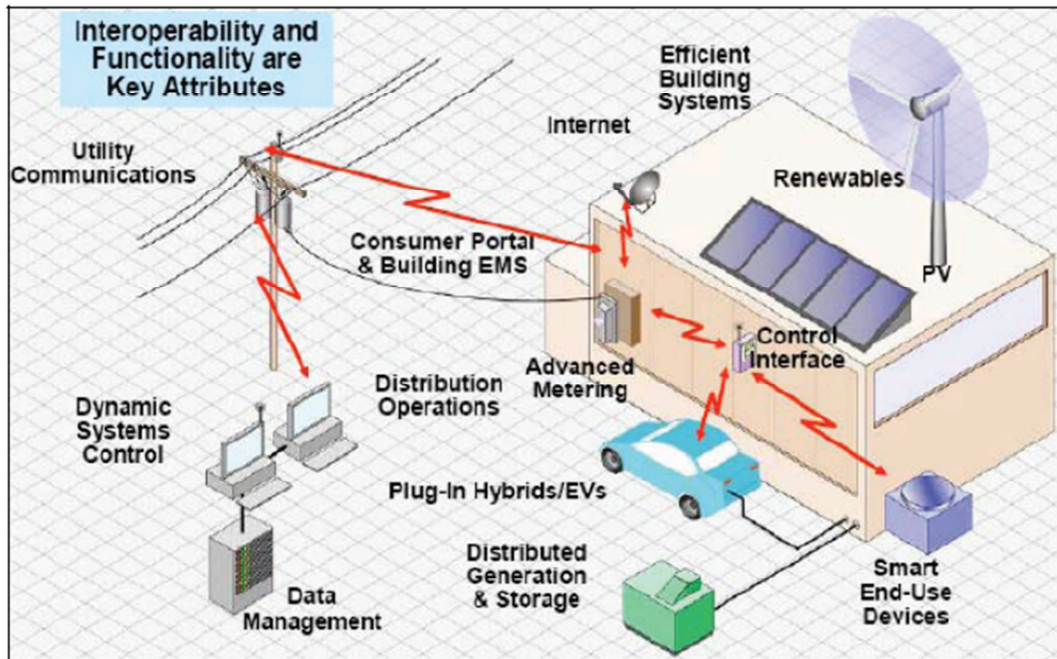 Interoperability and
Functionality are
Key Attributes
Efficient
Building
Systems
Internet
Utility
Communications
Renewables
Consumer Portal
& Building EMS
PV
Control
Interface
Advanced
Metering
Dynamic
Systems
Control
Distribution
Operations
Plug-In Hybrids/EVs
Distributed
Generation
& Storage
Smart
End-Use
Devices
Data
Management